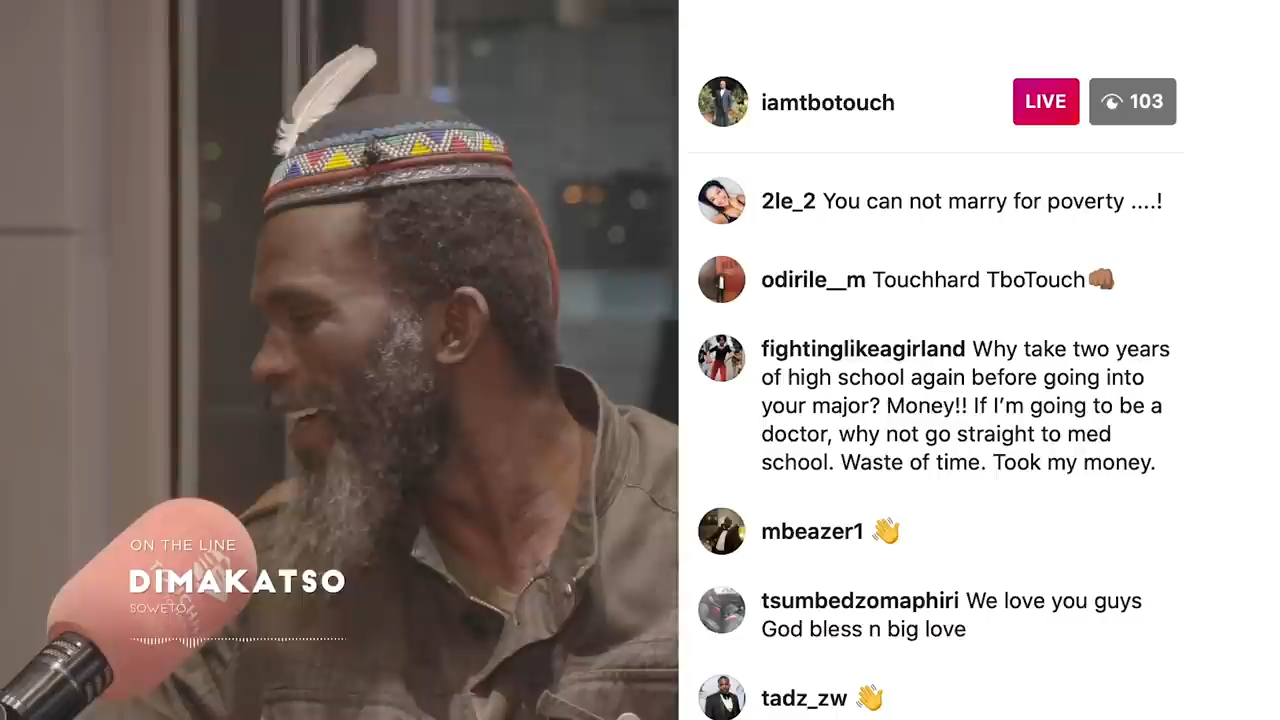 ON THE LINE
DIMAKATSO
SOWETO
iamtbotouch
LIVE
103
2le_2 You can not marry for poverty ....!
odirile__m Touchhard TboTouch👊🏾
fightinglikeagirland Why take two years
of high school again before going into
your major? Money!! If I’m going to be a
doctor, why not go straight to med
school. Waste of time. Took my money.
mbeazer1 👋
tsumbedzomaphiri We love you guys
God bless n big love
tadz_zw 👋